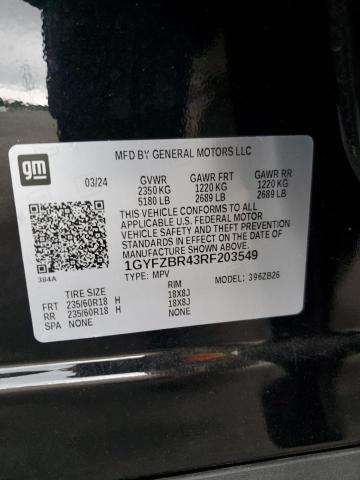 gm
MFD BY GENERAL MOTORS LLC
03/24 GVWR GAWR FRT GAWR RR
2350 KG 1220 KG 1220 KG
5180 LB 2689 LB 2689 LB
THIS VEHICLE CONFORMS TO ALL
APPLICABLE U.S. FEDERAL MOTOR
VEHICLE SAFETY AND THEFT PREVENTION
STANDARDS IN EFFECT ON THE DATE OF
MANUFACTURE SHOWN ABOVE.
1GYFZBR43RF203549
384A TYPE: MPV MODEL: 396ZB26
TIRE SIZE RIM
FRT 235/60R18 H 18X8J
RR 235/60R18 H 18X8J
SPA NONE NONE